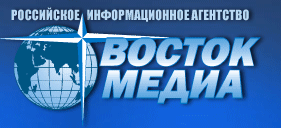 РОССИЙСКОЕ ИНФОРМАЦИОННОЕ АГЕНТСТВО
ВОСТОК
МЕДИА